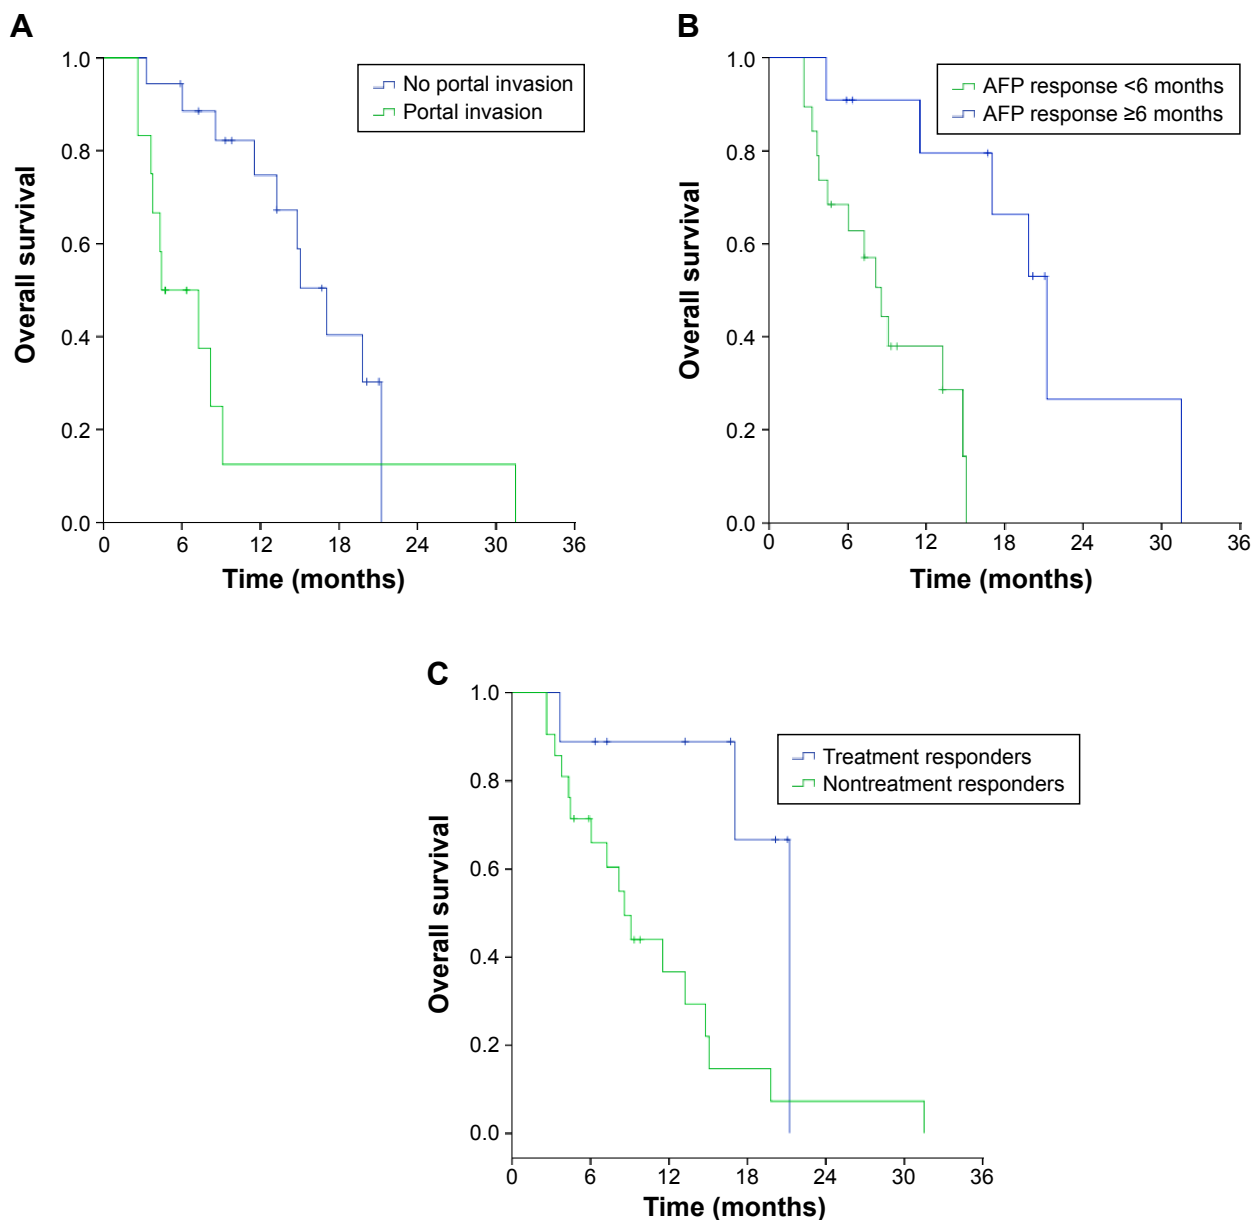 A
1.0
0.8
0.6
0.4
0.2
0.0
Overall survival
No portal invasion
Portal invasion
0 6 12 18 24 30 36
Time (months)
B
1.0
0.8
0.6
0.4
0.2
0.0
Overall survival
AFP response <6 months
AFP response ≥6 months
0 6 12 18 24 30 36
Time (months)
C
1.0
0.8
0.6
0.4
0.2
0.0
Overall survival
Treatment responders
Nontreatment responders
0 6 12 18 24 30 36
Time (months)